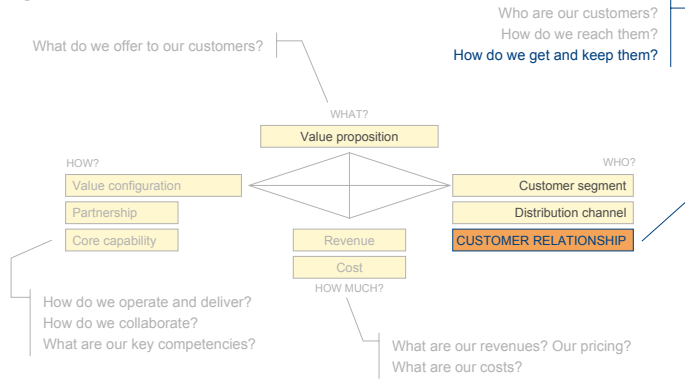 Who are our customers?
How do we reach them?
How do we get and keep them?
What do we offer to our customers?
WHAT?
Value proposition
HOW?
WHO?
Value configuration
Customer segment
Partnership
Distribution channel
Core capability
Revenue
CUSTOMER RELATIONSHIP
Cost
HOW MUCH?
How do we operate and deliver?
How do we collaborate?
What are our key competencies?
What are our revenues? Our pricing?
What are our costs?